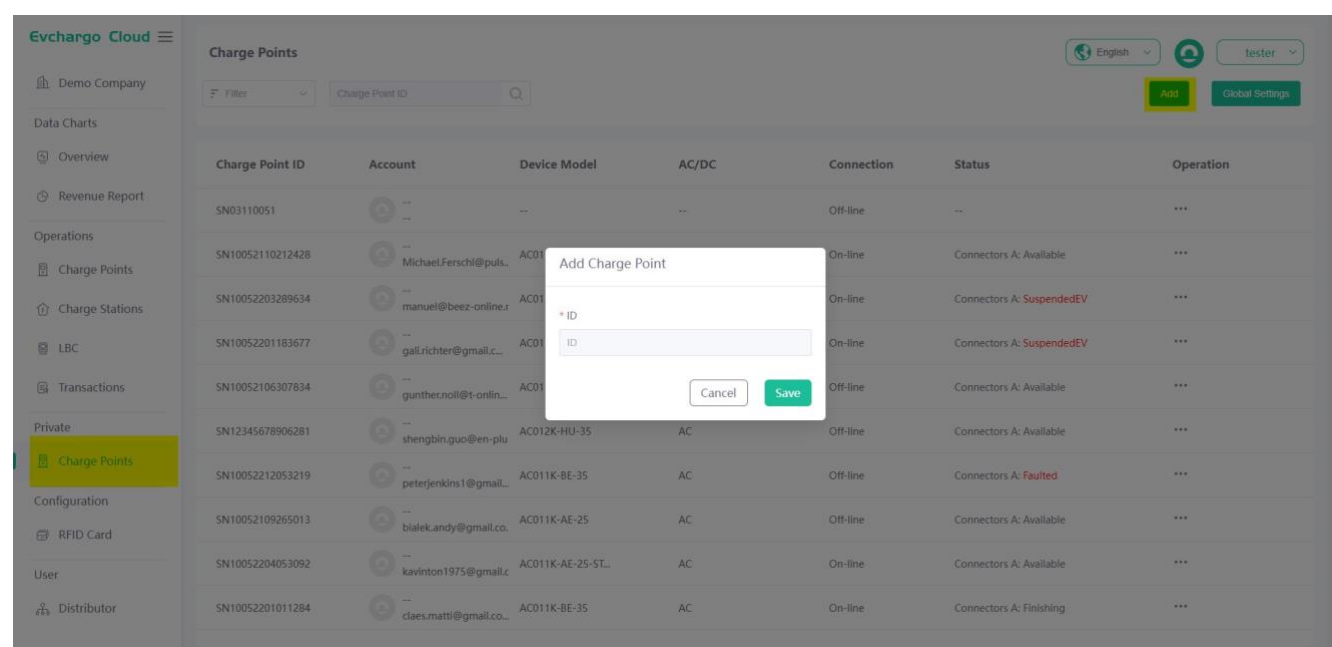 Evchargo Cloud
Charge Points
English
tester
Demo Company
Filter
Charge Point ID
Add
Global Settings
Data Charts
Overview
Revenue Report
Operations
Charge Points
Charge Stations
LBC
Transactions
Private
Charge Points
Configuration
RFID Card
User
Distributor
Charge Point ID Account Device Model AC/DC Connection Status Operation
SN03110051 -- -- -- -- Off-line -- •••
SN10052110212428 -- Michael.Ferschl@puls... AC01 On-line Connectors A: Available •••
SN10052203289634 -- manuel@beez-online.r AC01 On-line Connectors A: SuspendedEV •••
SN10052201183677 -- gali.richter@gmail.c... AC01 On-line Connectors A: SuspendedEV •••
SN10052106307834 -- gunther.noll@t-onlin... AC01 Off-line Connectors A: Available •••
SN12345678906281 -- shengbin.guo@en-plu AC012K-HU-35 AC Off-line Connectors A: Available •••
SN10052212053219 -- peterjenkins1@gmail... AC011K-BE-35 AC Off-line Connectors A: Faulted •••
SN10052109265013 -- bialek.andy@gmail.co. AC011K-AE-25 AC Off-line Connectors A: Available •••
SN10052204053092 -- kavinton1975@gmail.c AC011K-AE-25-ST... AC On-line Connectors A: Available •••
SN10052201011284 -- claes.matti@gmail.co... AC011K-BE-35 AC On-line Connectors A: Finishing •••
Add Charge Point
* ID
ID
Cancel
Save